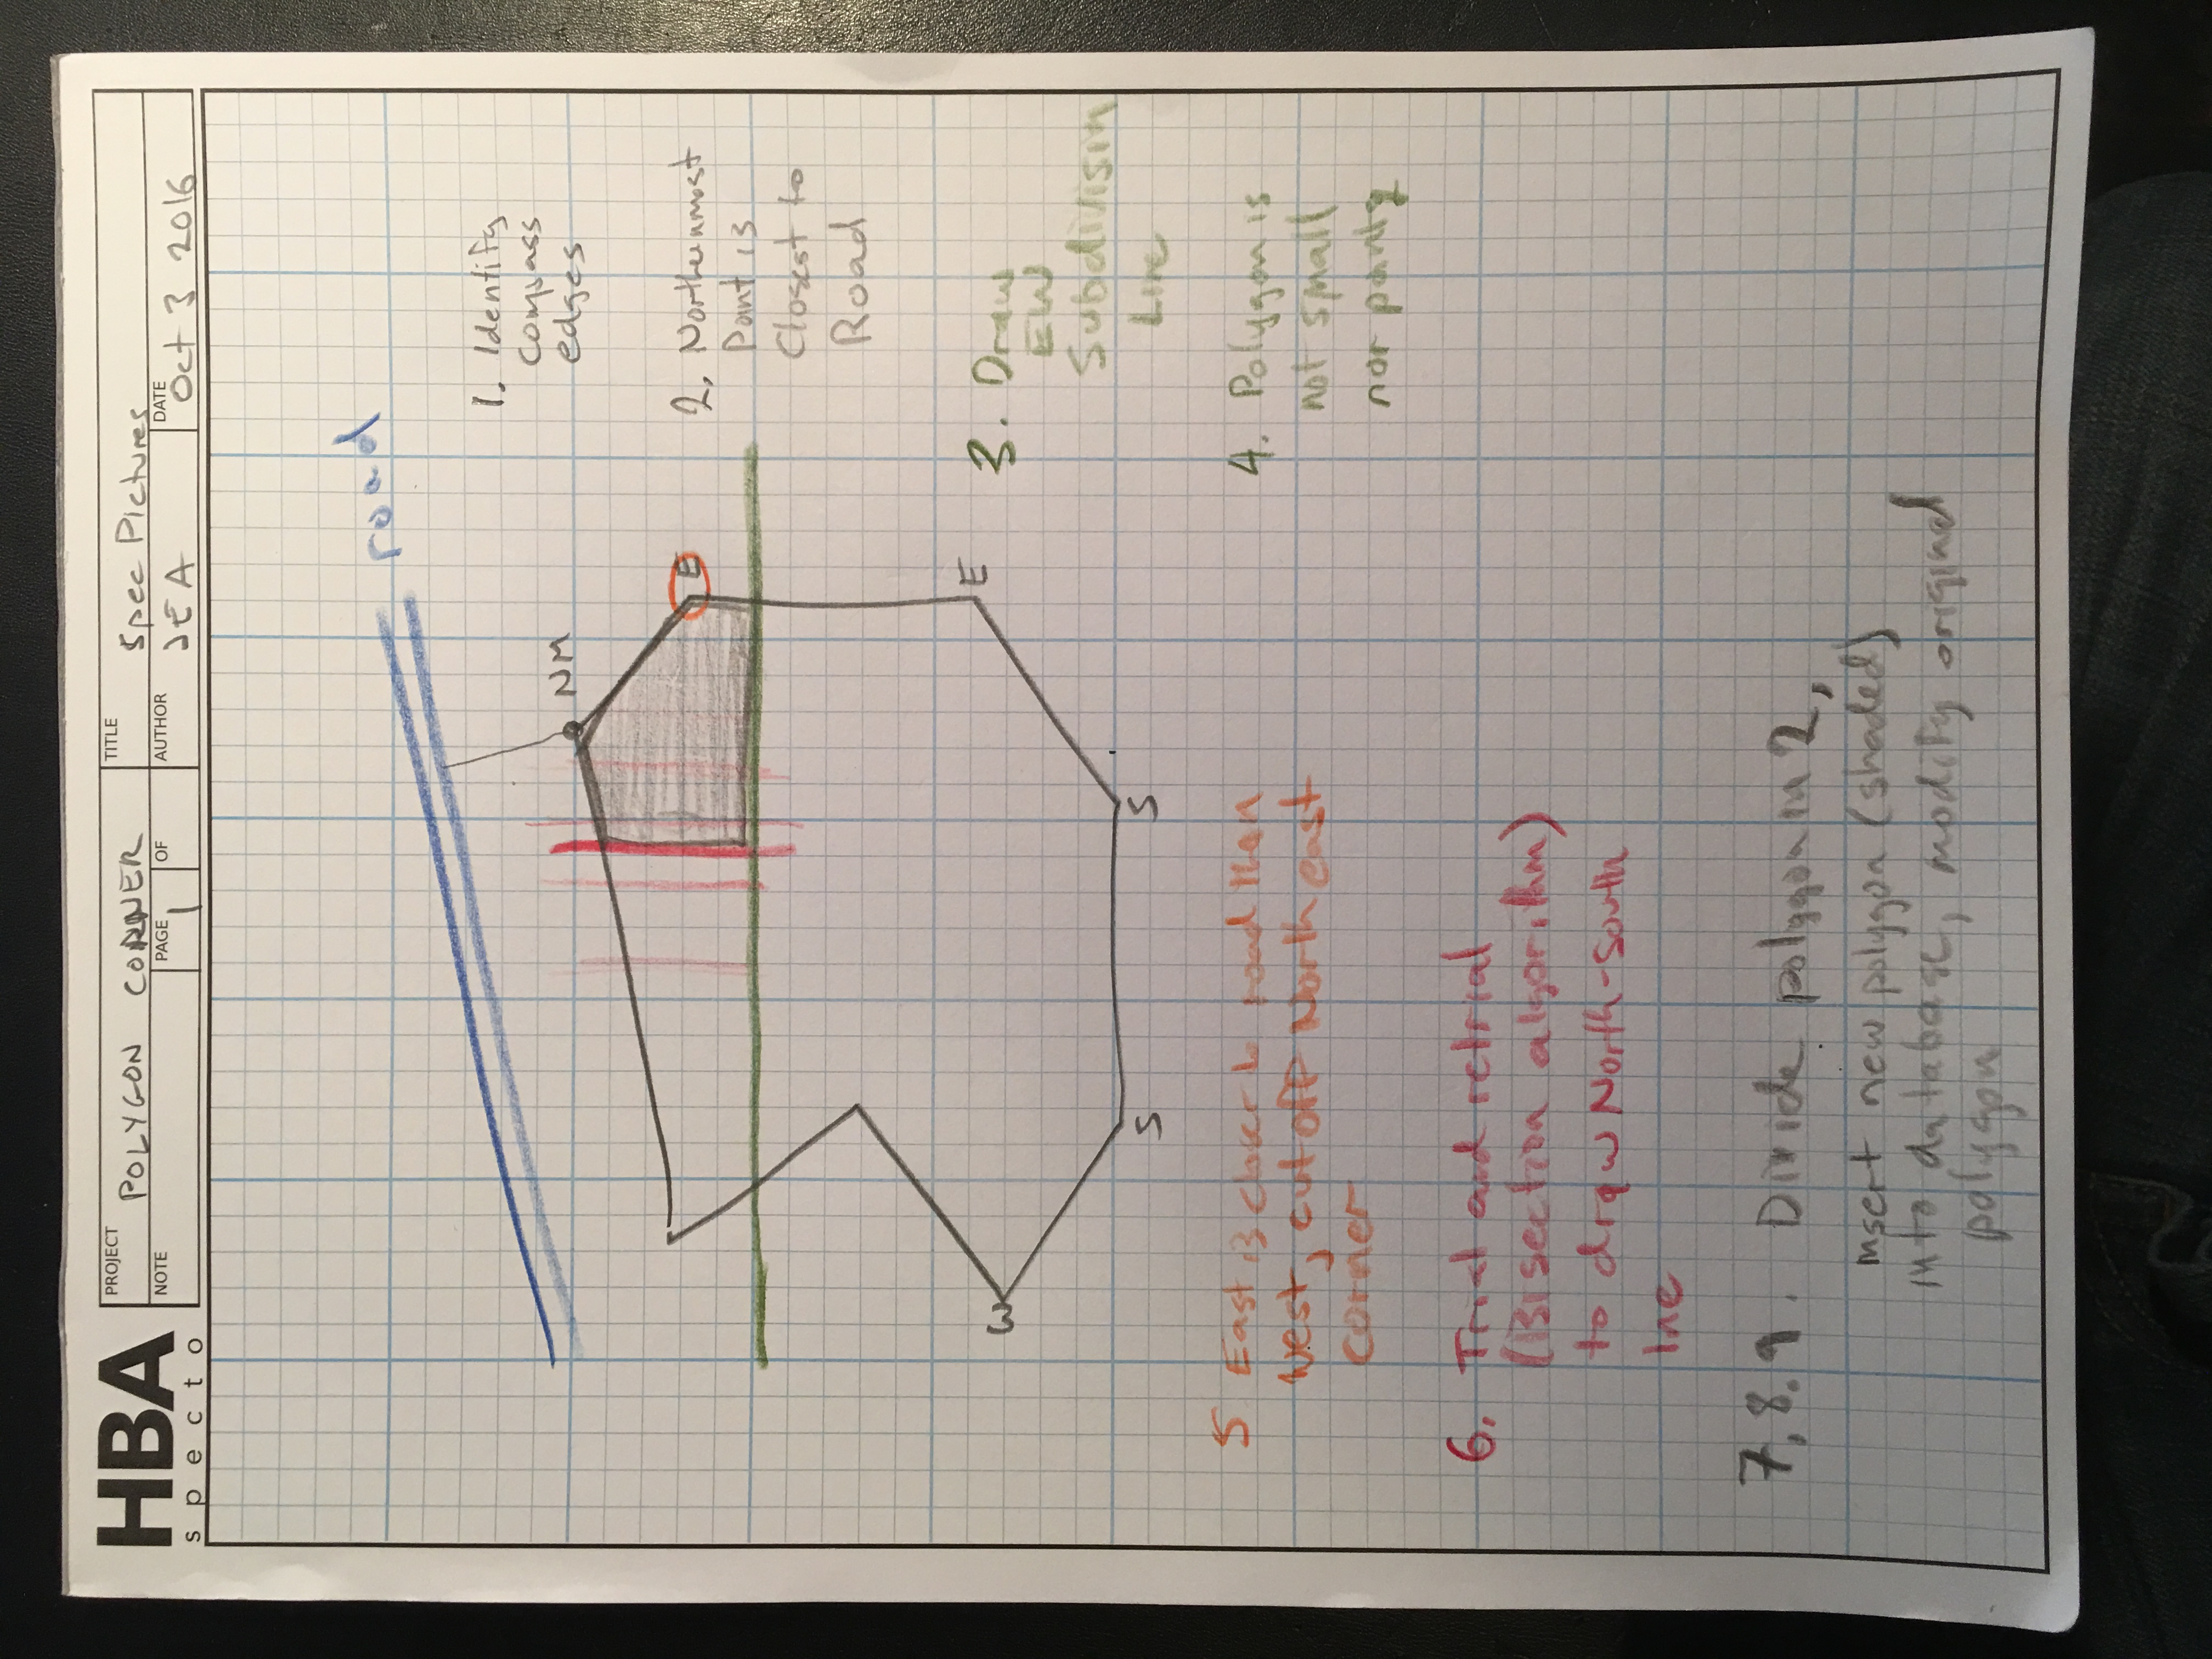 HBA
specto
PROJECT
POLYGON CORNER
TITLE
Spec Pictures
NOTE
PAGE
1
OF
AUTHOR
JEA
DATE
Oct 3 2016
road
NM
E
W
E
S
S
1. Identify
compass
edges
2. Northernmost
Point is
Closest to
Road
3. Draw
EW
Subdivision
Line
4. Polygon is
not small
nor pointy
5 East is closer to road than
West, cut off North east
corner
6. Trial and retrial
(Bisection algorithm)
to draw North-South
line
7,8.9. Divide polygon in 2,
insert new polygon (shaded)
into database, modify original
polygon